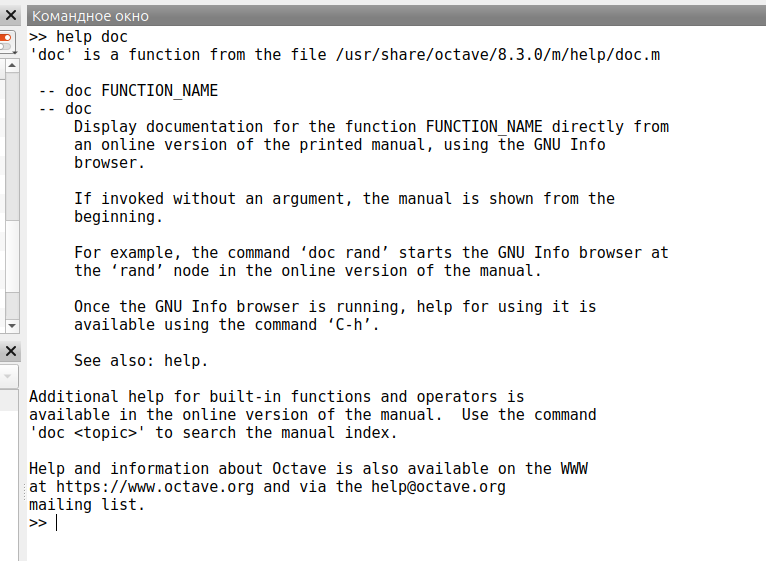 Командное окно
>> help doc
'doc' is a function from the file /usr/share/octave/8.3.0/m/help/doc.m
-- doc FUNCTION_NAME
-- doc
Display documentation for the function FUNCTION_NAME directly from
an online version of the printed manual, using the GNU Info
browser.
If invoked without an argument, the manual is shown from the
beginning.
For example, the command ‘doc rand’ starts the GNU Info browser at
the ‘rand’ node in the online version of the manual.
Once the GNU Info browser is running, help for using it is
available using the command ‘C-h’.
See also: help.
Additional help for built-in functions and operators is
available in the online version of the manual.  Use the command
'doc <topic>' to search the manual index.
Help and information about Octave is also available on the WWW
at https://www.octave.org and via the help@octave.org
mailing list.
>>